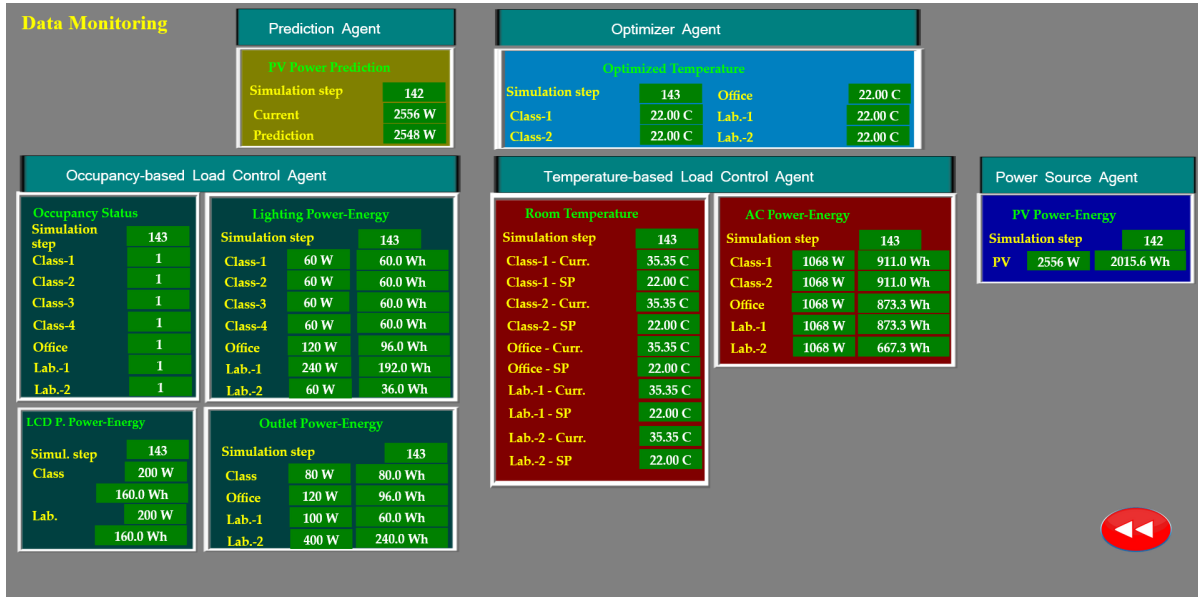 Data Monitoring
Prediction Agent
PV Power Prediction
Simulation step 142
Current 2556 W
Prediction 2548 W
Optimizer Agent
Optimized Temperature
Simulation step 143 Office 22.00 C
Class-1 22.00 C Lab.-1 22.00 C
Class-2 22.00 C Lab.-2 22.00 C
Occupancy-based Load Control Agent
Occupancy Status
Simulation
step 143
Class-1 1
Class-2 1
Class-3 1
Class-4 1
Office 1
Lab.-1 1
Lab.-2 1
Lighting Power-Energy
Simulation step 143
Class-1 60 W 60.0 Wh
Class-2 60 W 60.0 Wh
Class-3 60 W 60.0 Wh
Class-4 60 W 60.0 Wh
Office 120 W 96.0 Wh
Lab.-1 240 W 192.0 Wh
Lab.-2 60 W 36.0 Wh
LCD P. Power-Energy
Simul. step 143
Class 200 W
160.0 Wh
Lab. 200 W
160.0 Wh
Outlet Power-Energy
Simulation step 143
Class 80 W 80.0 Wh
Office 120 W 96.0 Wh
Lab.-1 100 W 60.0 Wh
Lab.-2 400 W 240.0 Wh
Temperature-based Load Control Agent
Room Temperature
Simulation step 143
Class-1 - Curr. 35.35 C
Class-1 - SP 22.00 C
Class-2 - Curr. 35.35 C
Class-2 - SP 22.00 C
Office - Curr. 35.35 C
Office - SP 22.00 C
Lab.-1 - Curr. 35.35 C
Lab.-1 - SP 22.00 C
Lab.-2 - Curr. 35.35 C
Lab.-2 - SP 22.00 C
AC Power-Energy
Simulation step 143
Class-1 1068 W 911.0 Wh
Class-2 1068 W 911.0 Wh
Office 1068 W 873.3 Wh
Lab.-1 1068 W 873.3 Wh
Lab.-2 1068 W 667.3 Wh
Power Source Agent
PV Power-Energy
Simulation step 142
PV 2556 W 2015.6 Wh